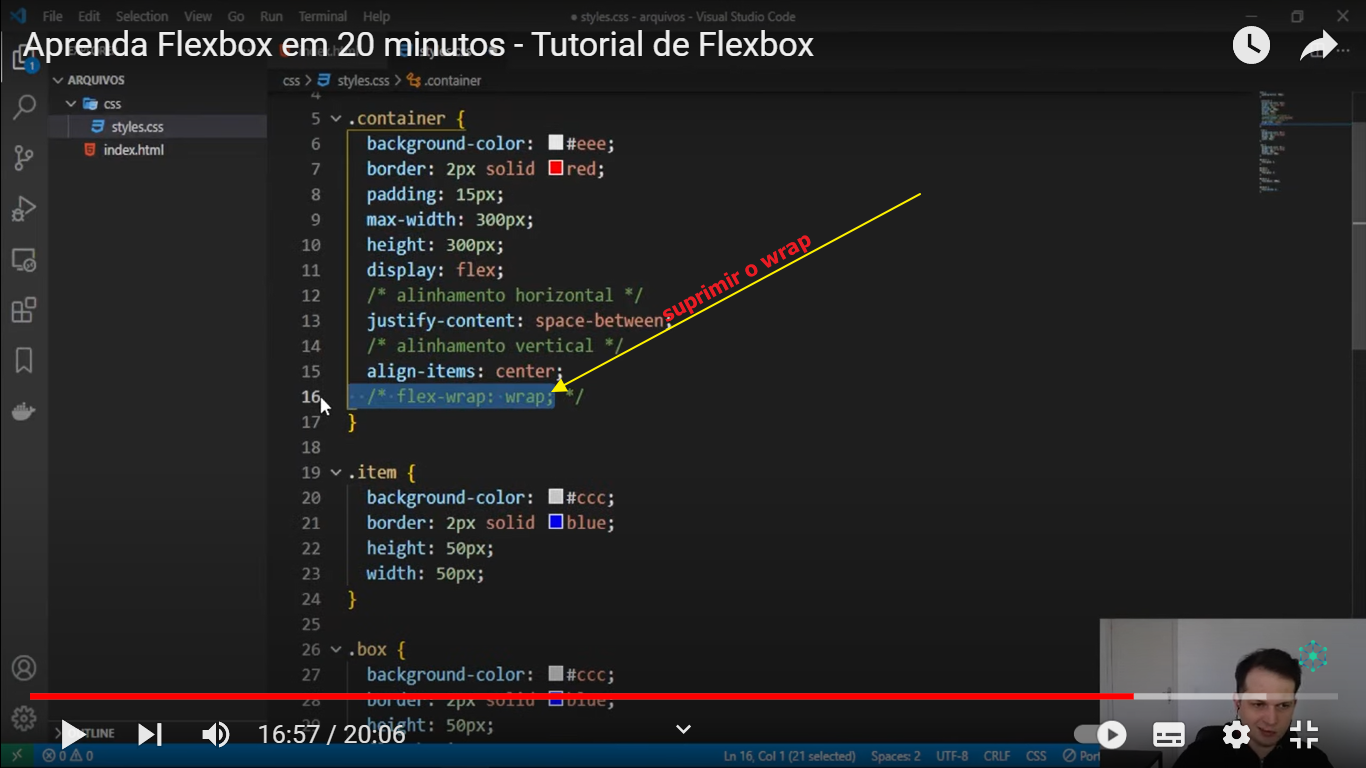 File Edit Selection View Go Run Terminal Help
● styles.css - arquivos - Visual Studio Code
Aprenda Flexbox em 20 minutos - Tutorial de Flexbox
1
ARQUIVOS
css
styles.css
index.html
css > styles.css > .container
4
5 .container {
6 background-color: #eee;
7 border: 2px solid red;
8 padding: 15px;
9 max-width: 300px;
10 height: 300px;
11 display: flex;
12 /* alinhamento horizontal */
13 justify-content: space-between;
14 /* alinhamento vertical */
15 align-items: center;
16 /* flex-wrap: wrap; */
17 }
18
19 .item {
20 background-color: #ccc;
21 border: 2px solid blue;
22 height: 50px;
23 width: 50px;
24 }
25
26 .box {
27 background-color: #ccc;
28 border: 2px solid blue;
29 height: 50px;
suprimir o wrap
OUTLINE
16:57 / 20:06
0 0
Ln 16, Col 1 (21 selected) Spaces: 2 UTF-8 CRLF CSS